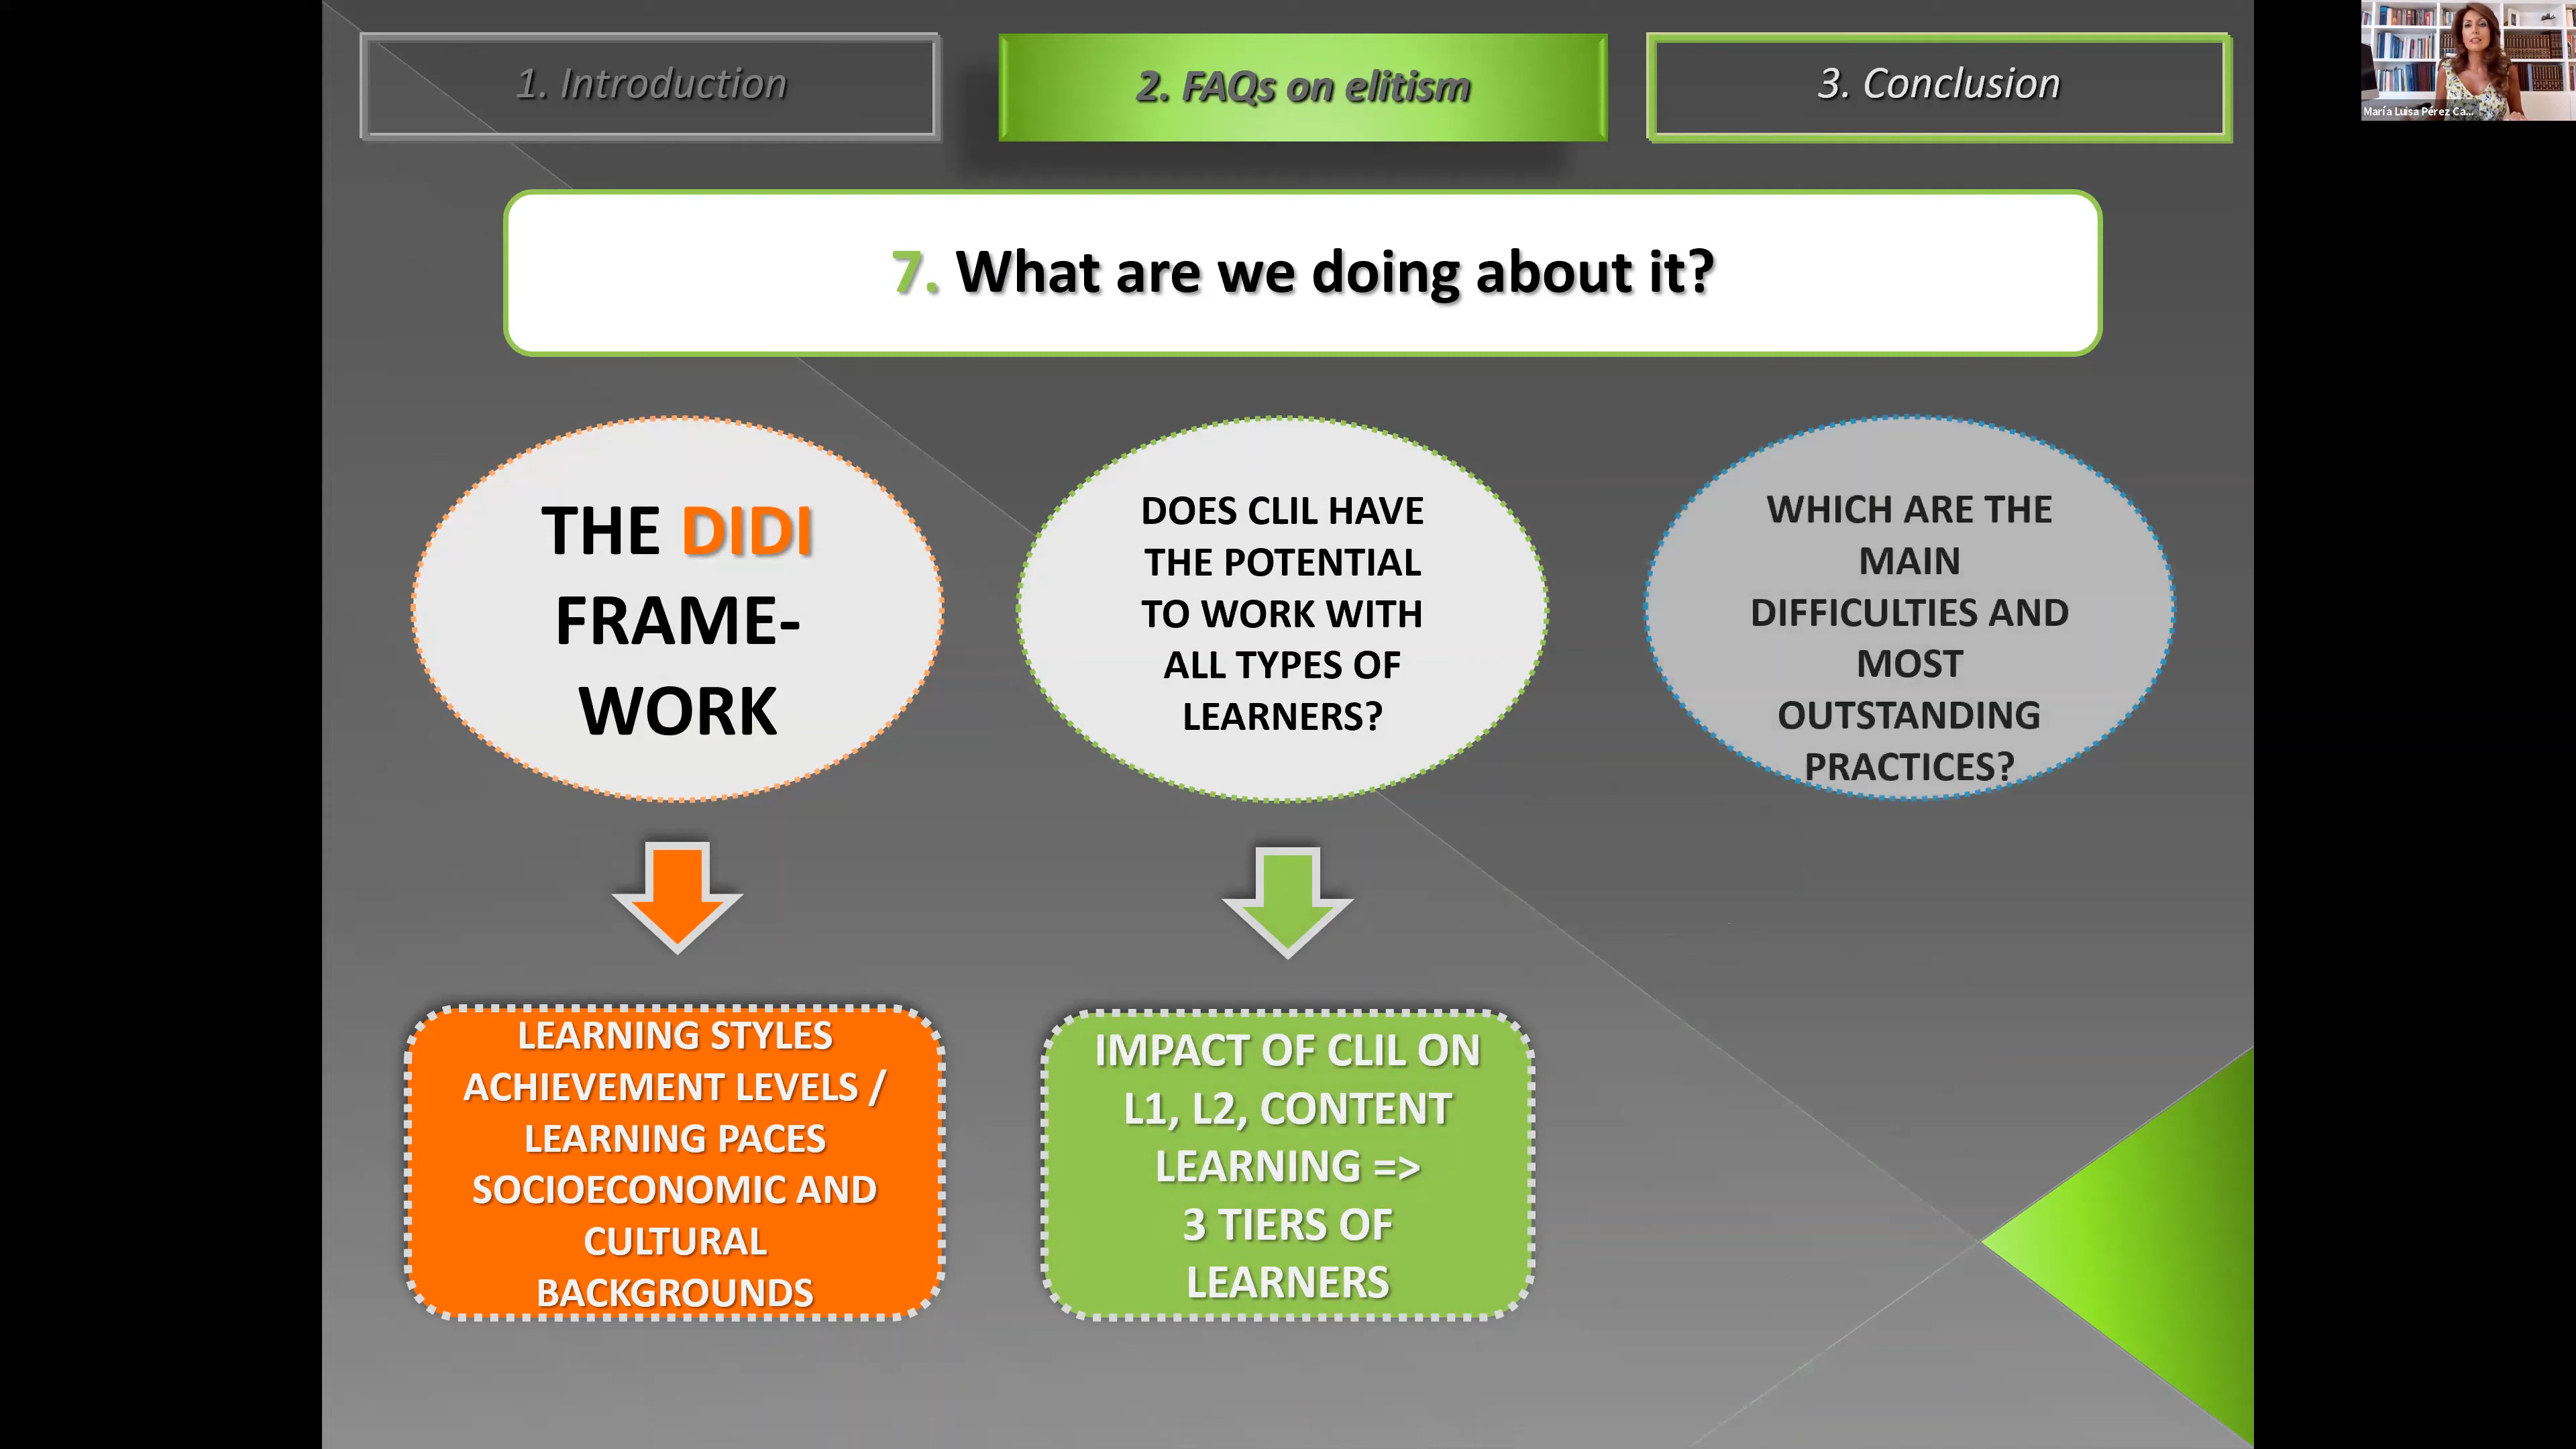 1. Introduction
2. FAQs on elitism
3. Conclusion
María Luisa Pérez Ca...
7. What are we doing about it?
THE DIDI
FRAME-
WORK
DOES CLIL HAVE
THE POTENTIAL
TO WORK WITH
ALL TYPES OF
LEARNERS?
WHICH ARE THE
MAIN
DIFFICULTIES AND
MOST
OUTSTANDING
PRACTICES?
LEARNING STYLES
ACHIEVEMENT LEVELS /
LEARNING PACES
SOCIOECONOMIC AND
CULTURAL
BACKGROUNDS
IMPACT OF CLIL ON
L1, L2, CONTENT
LEARNING =>
3 TIERS OF
LEARNERS